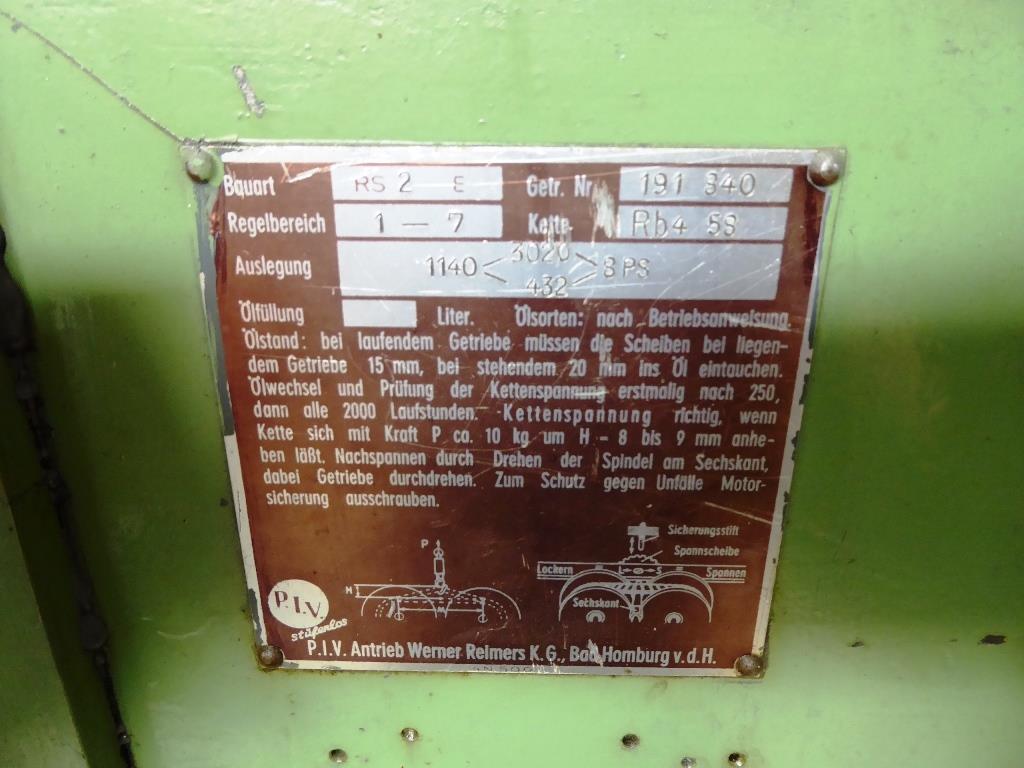 Bauart RS 2 E Getr. Nr. 191 840
Regelbereich 1 — 7 Kette Rb4 58
Auslegung 1140 < 3020 432 > 8 PS
Ölfüllung Liter. Ölsorten: nach Betriebsanweisung.
Ölstand: bei laufendem Getriebe müssen die Scheiben bei liegen-
dem Getriebe 15 mm, bei stehendem 20 mm ins Öl eintauchen.
Ölwechsel und Prüfung der Kettenspannung erstmalig nach 250,
dann alle 2000 Laufstunden. Kettenspannung richtig, wenn
Kette sich mit Kraft P ca. 10 kg um H – 8 bis 9 mm anhe-
ben läßt. Nachspannen durch Drehen der Spindel am Sechskant,
dabei Getriebe durchdrehen. Zum Schutz gegen Unfälle Motor-
sicherung ausschrauben.
P
H
Sicherungsstift
Spannscheibe
Lockern L S Spannen
Sechskant
P.I.V.
stufenlos
P.I.V. Antrieb Werner Reimers K.G., Bad Homburg v.d.H.